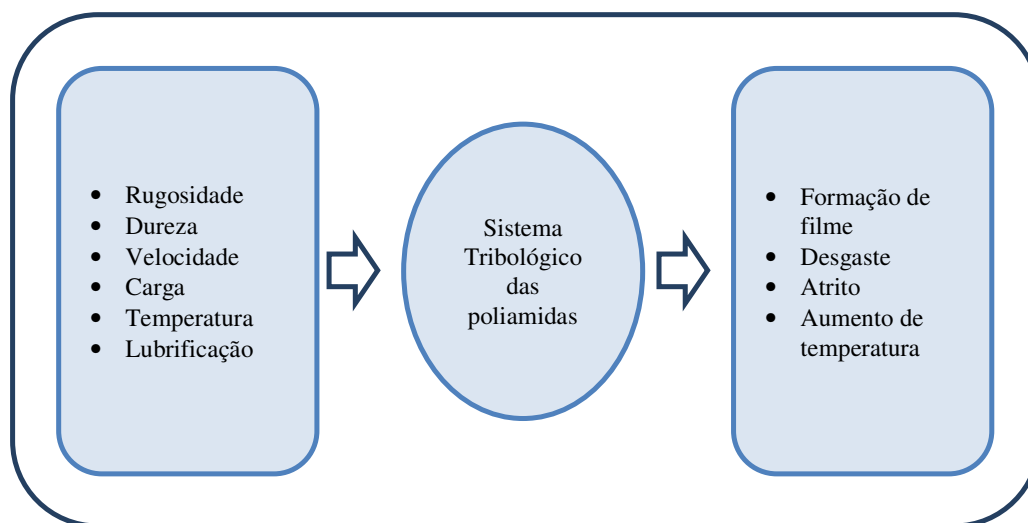 • Rugosidade
• Dureza
• Velocidade
• Carga
• Temperatura
• Lubrificação
Sistema
Tribológico
das
poliamidas
• Formação de
filme
• Desgaste
• Atrito
• Aumento de
temperatura